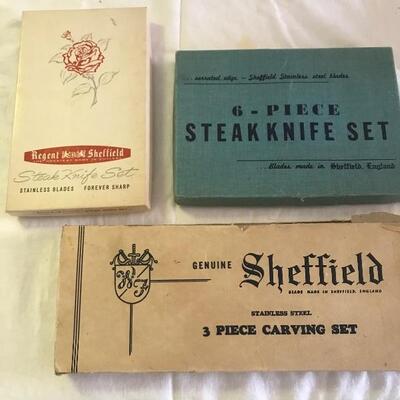 Regent Sheffield
Steak Knife Set
STAINLESS BLADES FOREVER SHARP
...serrated edge - Sheffield Stainless steel blades
6-PIECE
STEAK KNIFE SET
...Blades made in Sheffield, England
WF
GENUINE Sheffield
BLADE MADE IN SHEFFIELD, ENGLAND
STAINLESS STEEL
3 PIECE CARVING SET